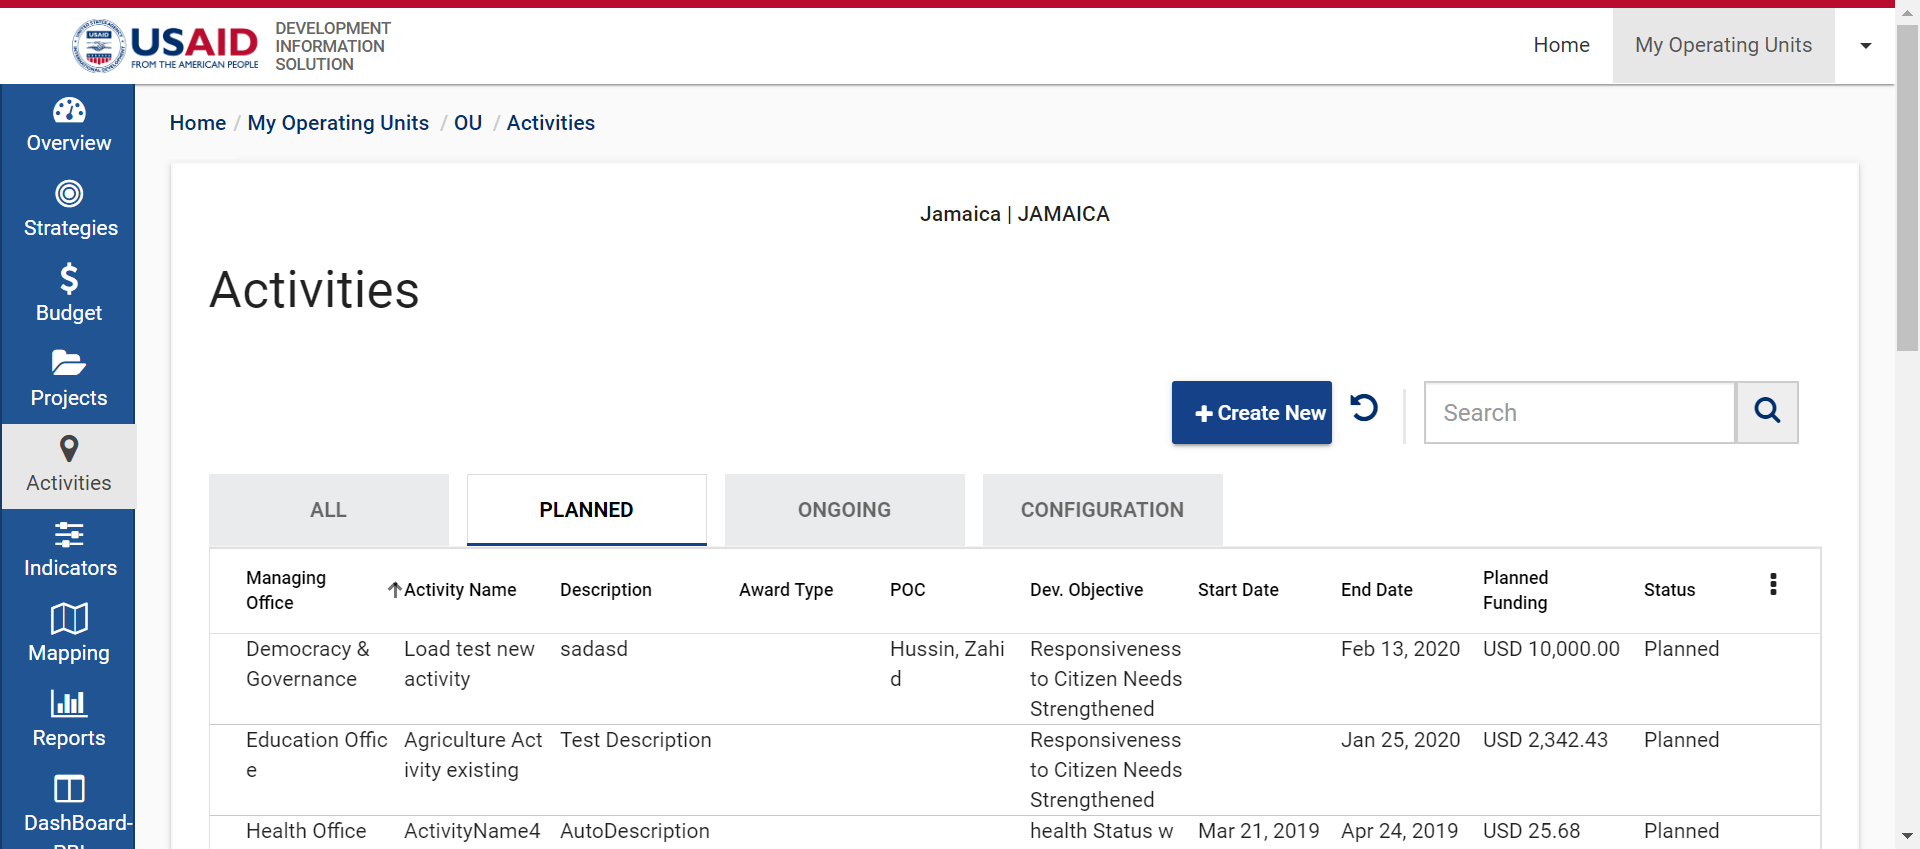 USAID
FROM THE AMERICAN PEOPLE
DEVELOPMENT
INFORMATION
SOLUTION
Home
My Operating Units
Overview
Strategies
Budget
Projects
Activities
Indicators
Mapping
Reports
DashBoard-
Home / My Operating Units / OU / Activities
Jamaica | JAMAICA
Activities
Create New
Search
ALL
PLANNED
ONGOING
CONFIGURATION
Managing
Office
Activity Name
Description
Award Type
POC
Dev. Objective
Start Date
End Date
Planned
Funding
Status
Democracy &
Governance
Load test new
activity
sadasd
Hussin, Zahi
d
Responsiveness
to Citizen Needs
Strengthened
Feb 13, 2020
USD 10,000.00
Planned
Education Offic
e
Agriculture Act
ivity existing
Test Description
Responsiveness
to Citizen Needs
Strengthened
Jan 25, 2020
USD 2,342.43
Planned
Health Office
ActivityName4
AutoDescription
health Status w
Mar 21, 2019
Apr 24, 2019
USD 25.68
Planned